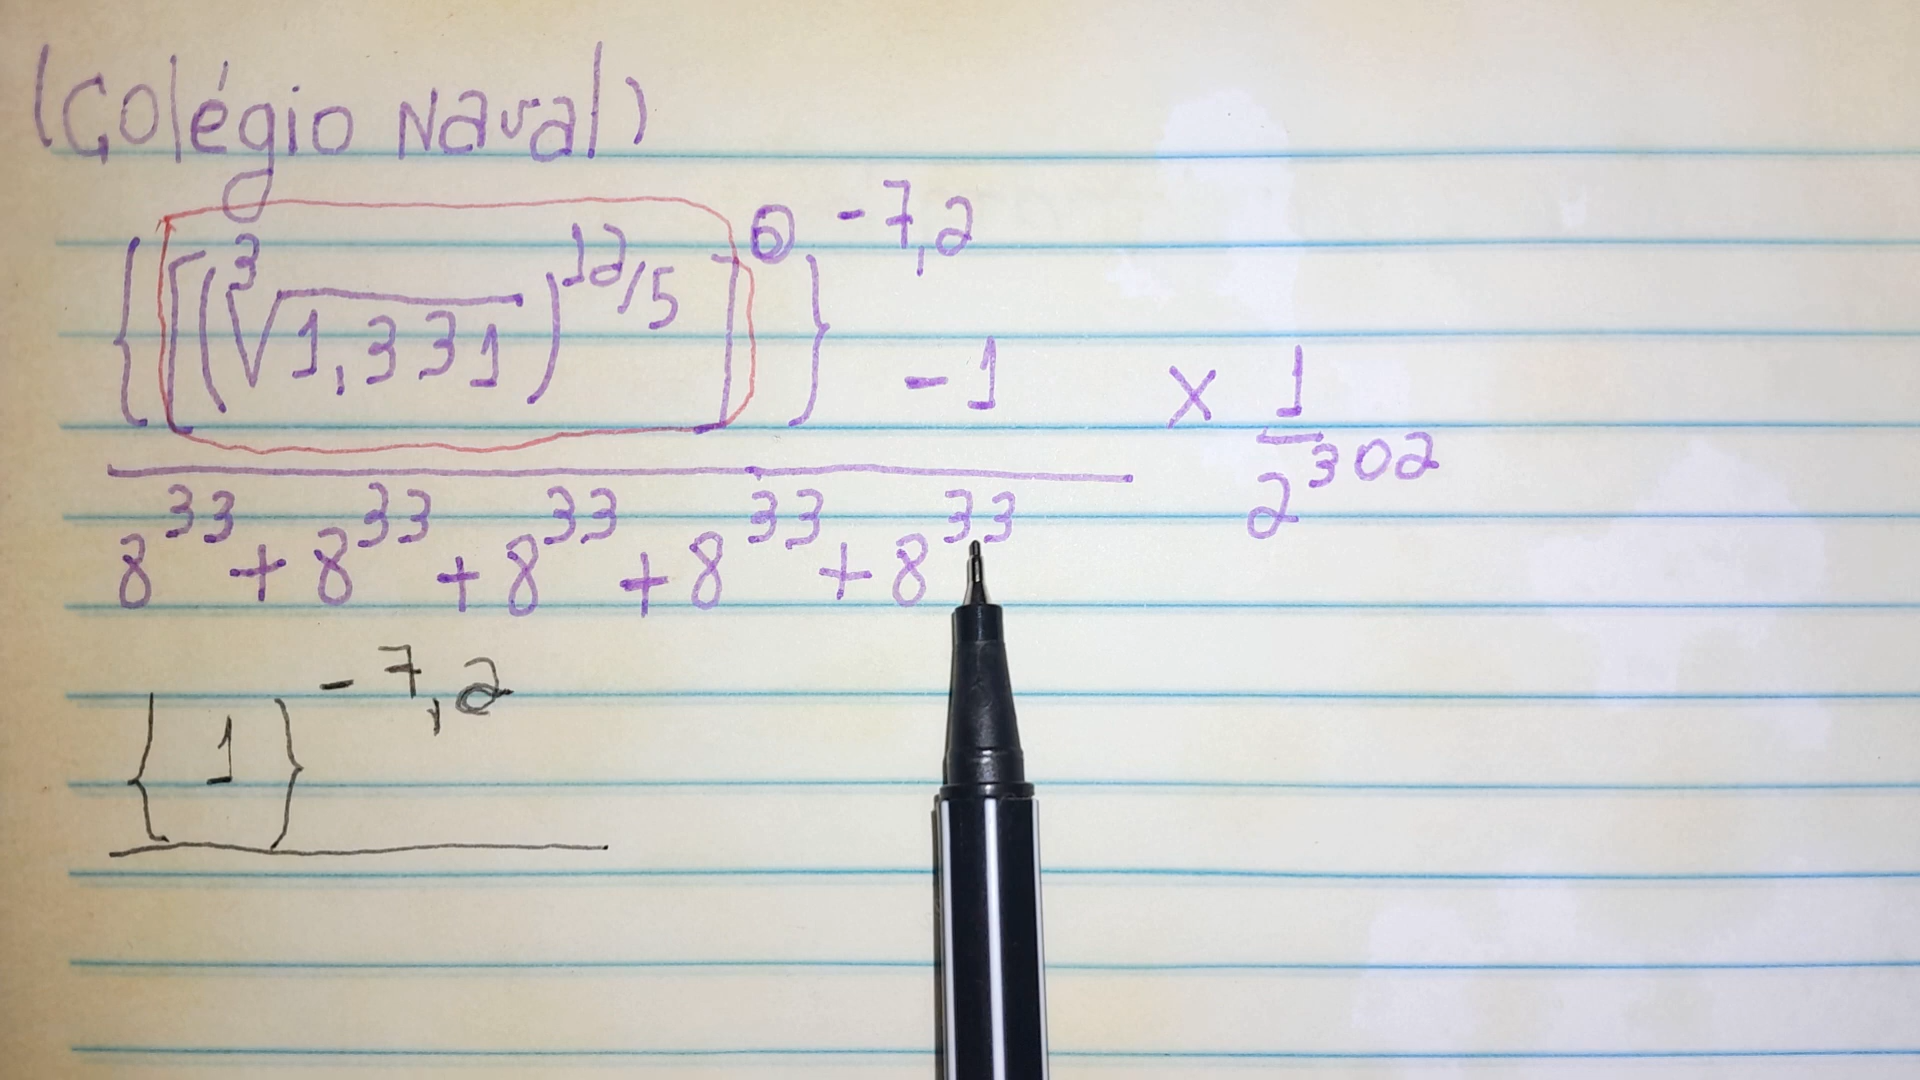 (Colégio Naval)
{[(∛1,331)^12/5]^0}^-7,2 - 1 × 1/2^302
8^33 + 8^33 + 8^33 + 8^33 + 8^33
{1}^-7,2